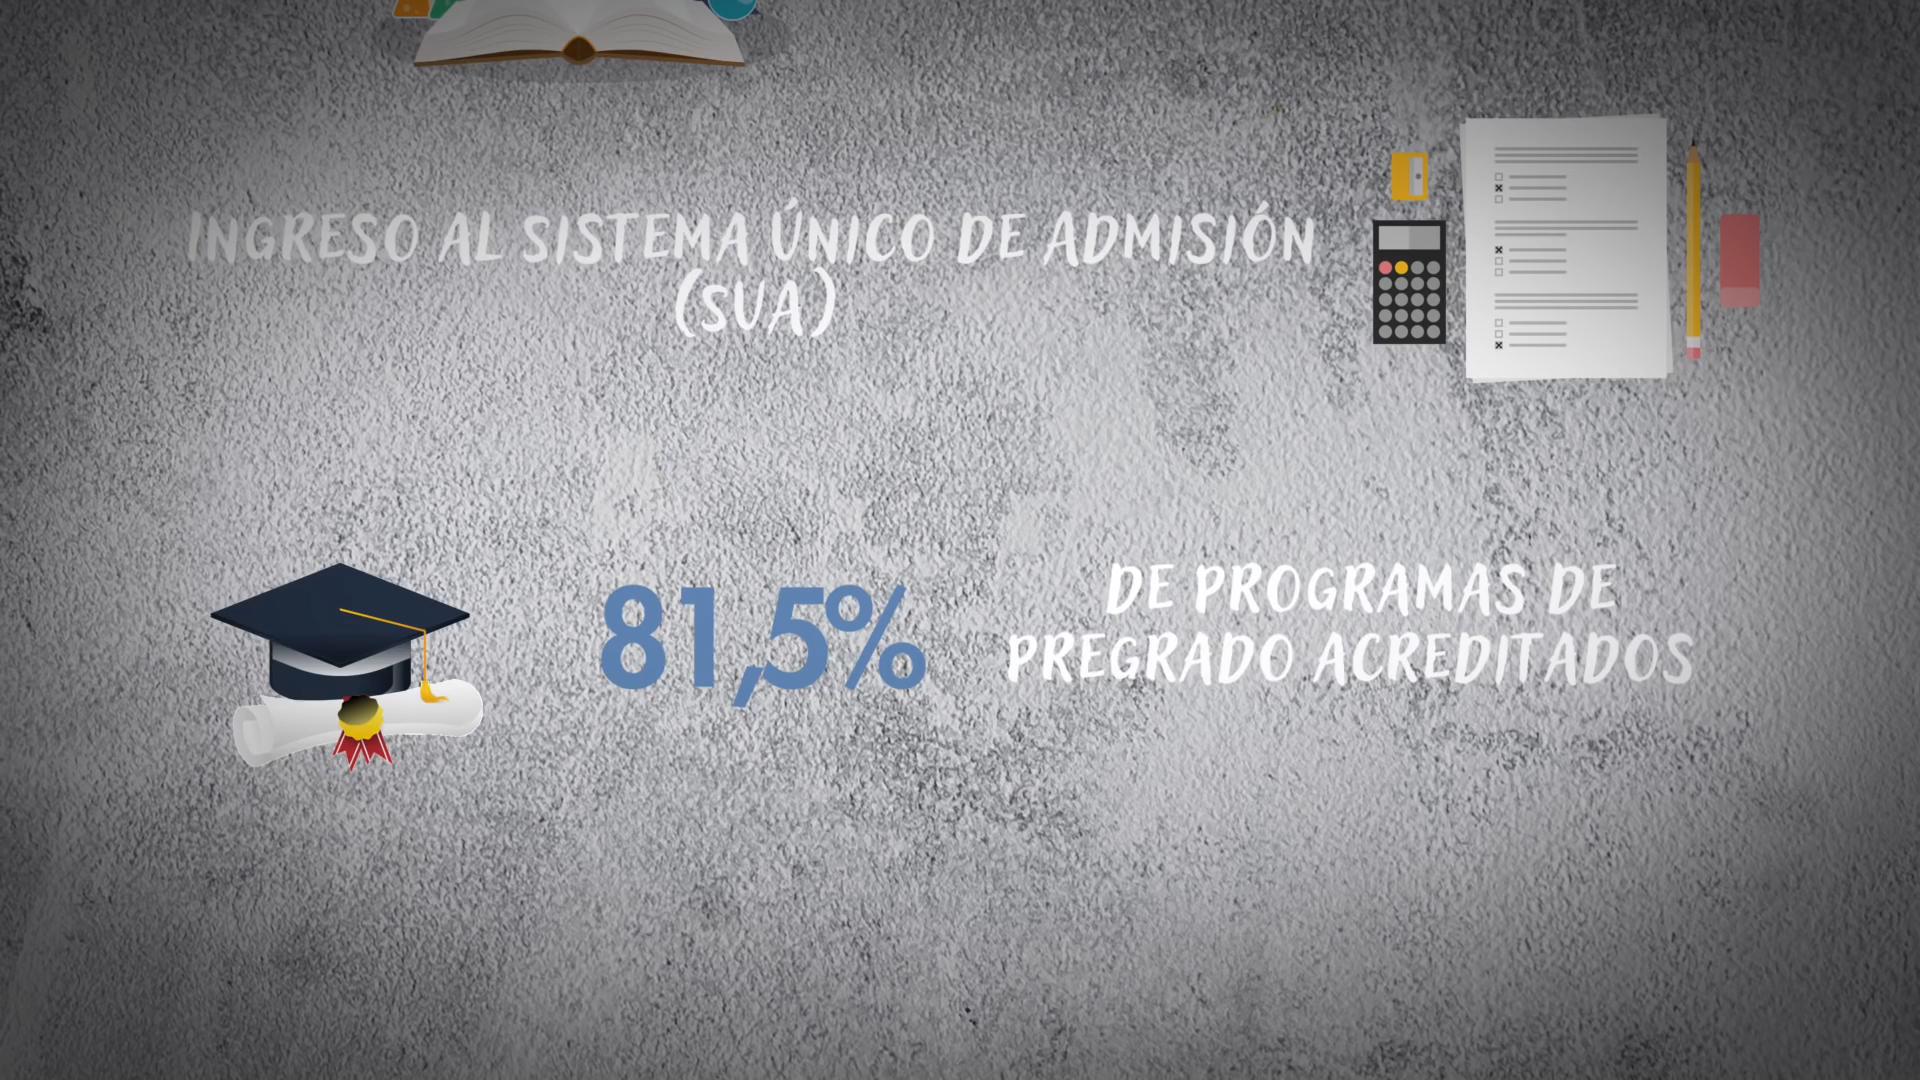 INGRESO AL SISTEMA ÚNICO DE ADMISIÓN
(SUA)
81,5%
DE PROGRAMAS DE
PREGRADO ACREDITADOS